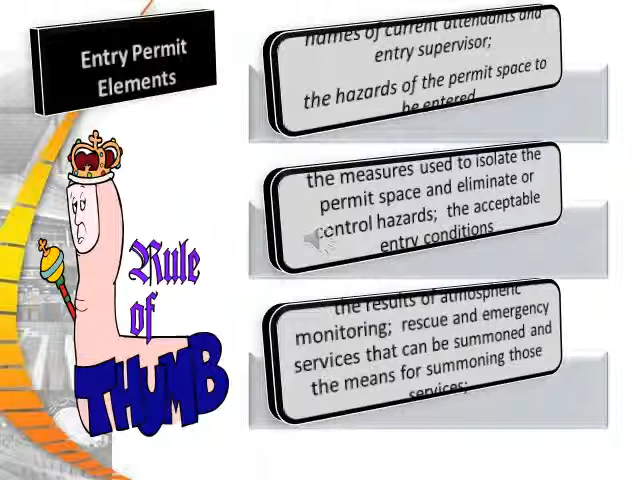 Entry Permit
Elements
names of current attendants and
entry supervisor;
the hazards of the permit space to
be entered
the measures used to isolate the
permit space and eliminate or
control hazards; the acceptable
entry conditions
the results of atmospheric
monitoring; rescue and emergency
services that can be summoned and
the means for summoning those
services;
Rule
of
THUMB